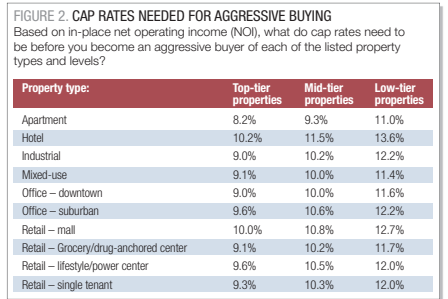 FIGURE 2. CAP RATES NEEDED FOR AGGRESSIVE BUYING
Based on in-place net operating income (NOI), what do cap rates need to
be before you become an aggressive buyer of each of the listed property
types and levels?
Property type: Top-tier properties Mid-tier properties Low-tier properties
Apartment 8.2% 9.3% 11.0%
Hotel 10.2% 11.5% 13.6%
Industrial 9.0% 10.2% 12.2%
Mixed-use 9.1% 10.0% 11.4%
Office – downtown 9.0% 10.0% 11.6%
Office – suburban 9.6% 10.6% 12.2%
Retail – mall 10.0% 10.8% 12.7%
Retail – Grocery/drug-anchored center 9.1% 10.2% 11.7%
Retail – lifestyle/power center 9.6% 10.5% 12.0%
Retail – single tenant 9.3% 10.3% 12.0%